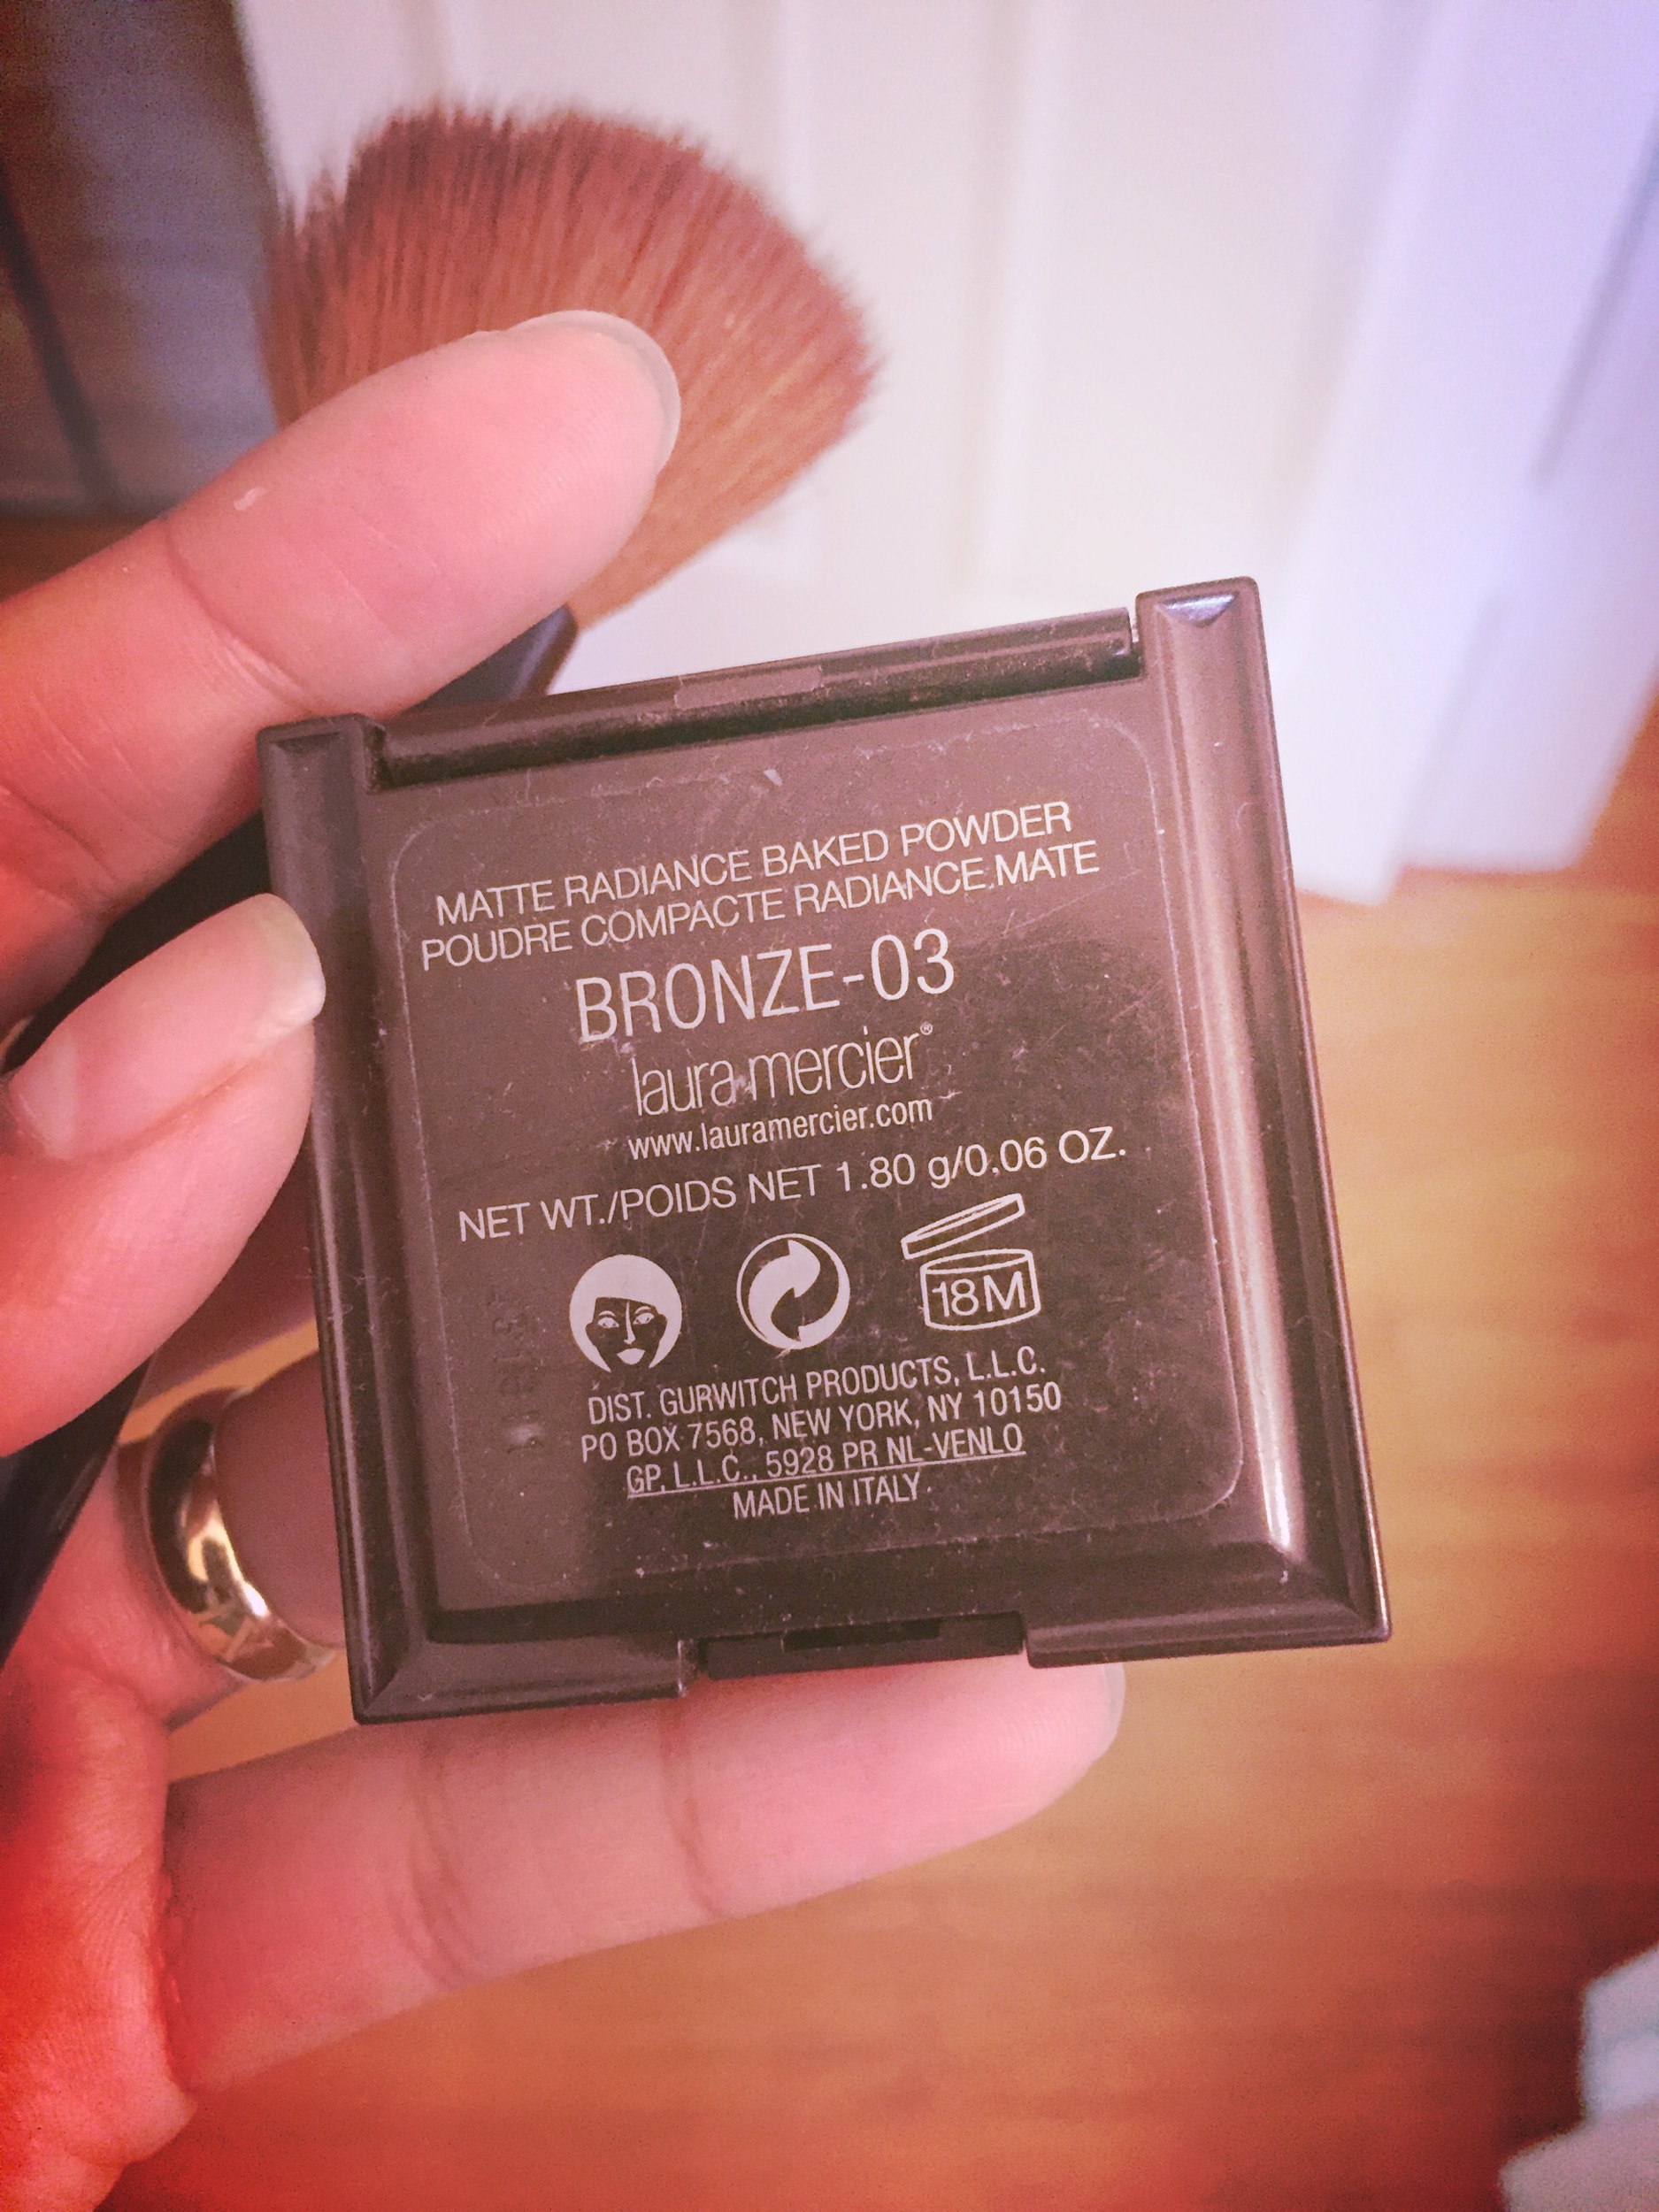 MATTE RADIANCE BAKED POWDER
POUDRE COMPACTE RADIANCE MATE
BRONZE-03
laura mercier®
www.lauramercier.com
NET WT./POIDS NET 1.80 g/0.06 OZ.
18M
DIST. GURWITCH PRODUCTS, L.L.C.
PO BOX 7568, NEW YORK, NY 10150
GP, L.L.C., 5928 PR NL-VENLO
MADE IN ITALY